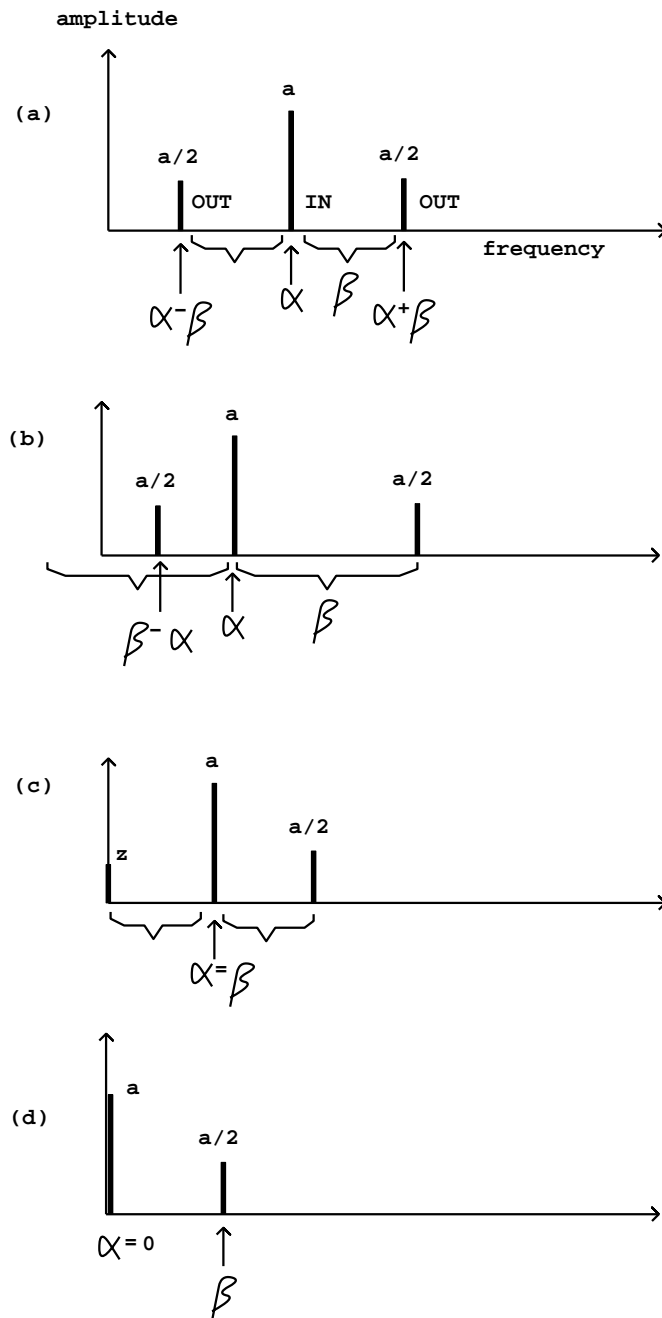 amplitude
(a)
a
a/2
a/2
OUT
IN
OUT
frequency
α-β
α
β
α+β
(b)
a
a/2
a/2
β-α
α
β
(c)
a
a/2
z
α=β
(d)
a
a/2
α=0
β